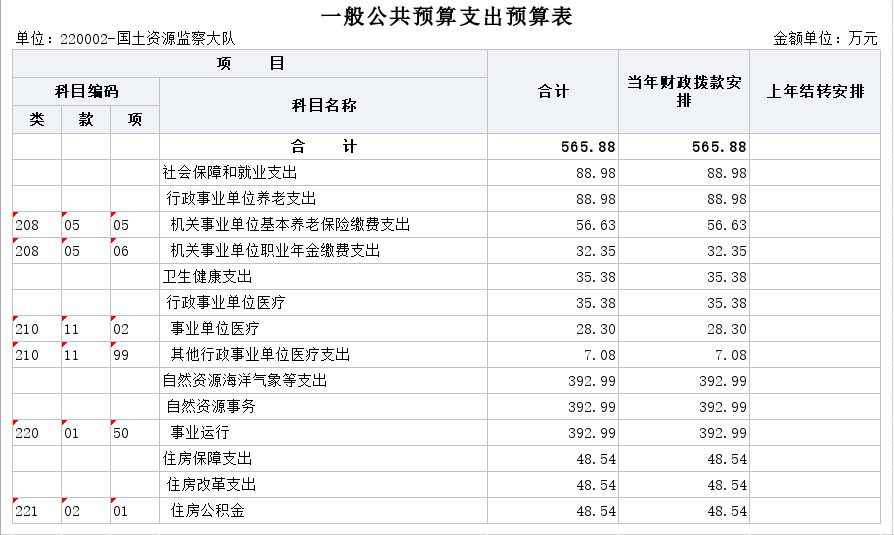 一般公共预算支出预算表
单位：220002-国土资源监察大队 金额单位：万元
项 目 合计 当年财政拨款安排 上年结转安排
科目编码 科目名称
类 款 项
合 计 565.88 565.88
社会保障和就业支出 88.98 88.98
行政事业单位养老支出 88.98 88.98
208 05 05 机关事业单位基本养老保险缴费支出 56.63 56.63
208 05 06 机关事业单位职业年金缴费支出 32.35 32.35
卫生健康支出 35.38 35.38
行政事业单位医疗 35.38 35.38
210 11 02 事业单位医疗 28.30 28.30
210 11 99 其他行政事业单位医疗支出 7.08 7.08
自然资源海洋气象等支出 392.99 392.99
自然资源事务 392.99 392.99
220 01 50 事业运行 392.99 392.99
住房保障支出 48.54 48.54
住房改革支出 48.54 48.54
221 02 01 住房公积金 48.54 48.54